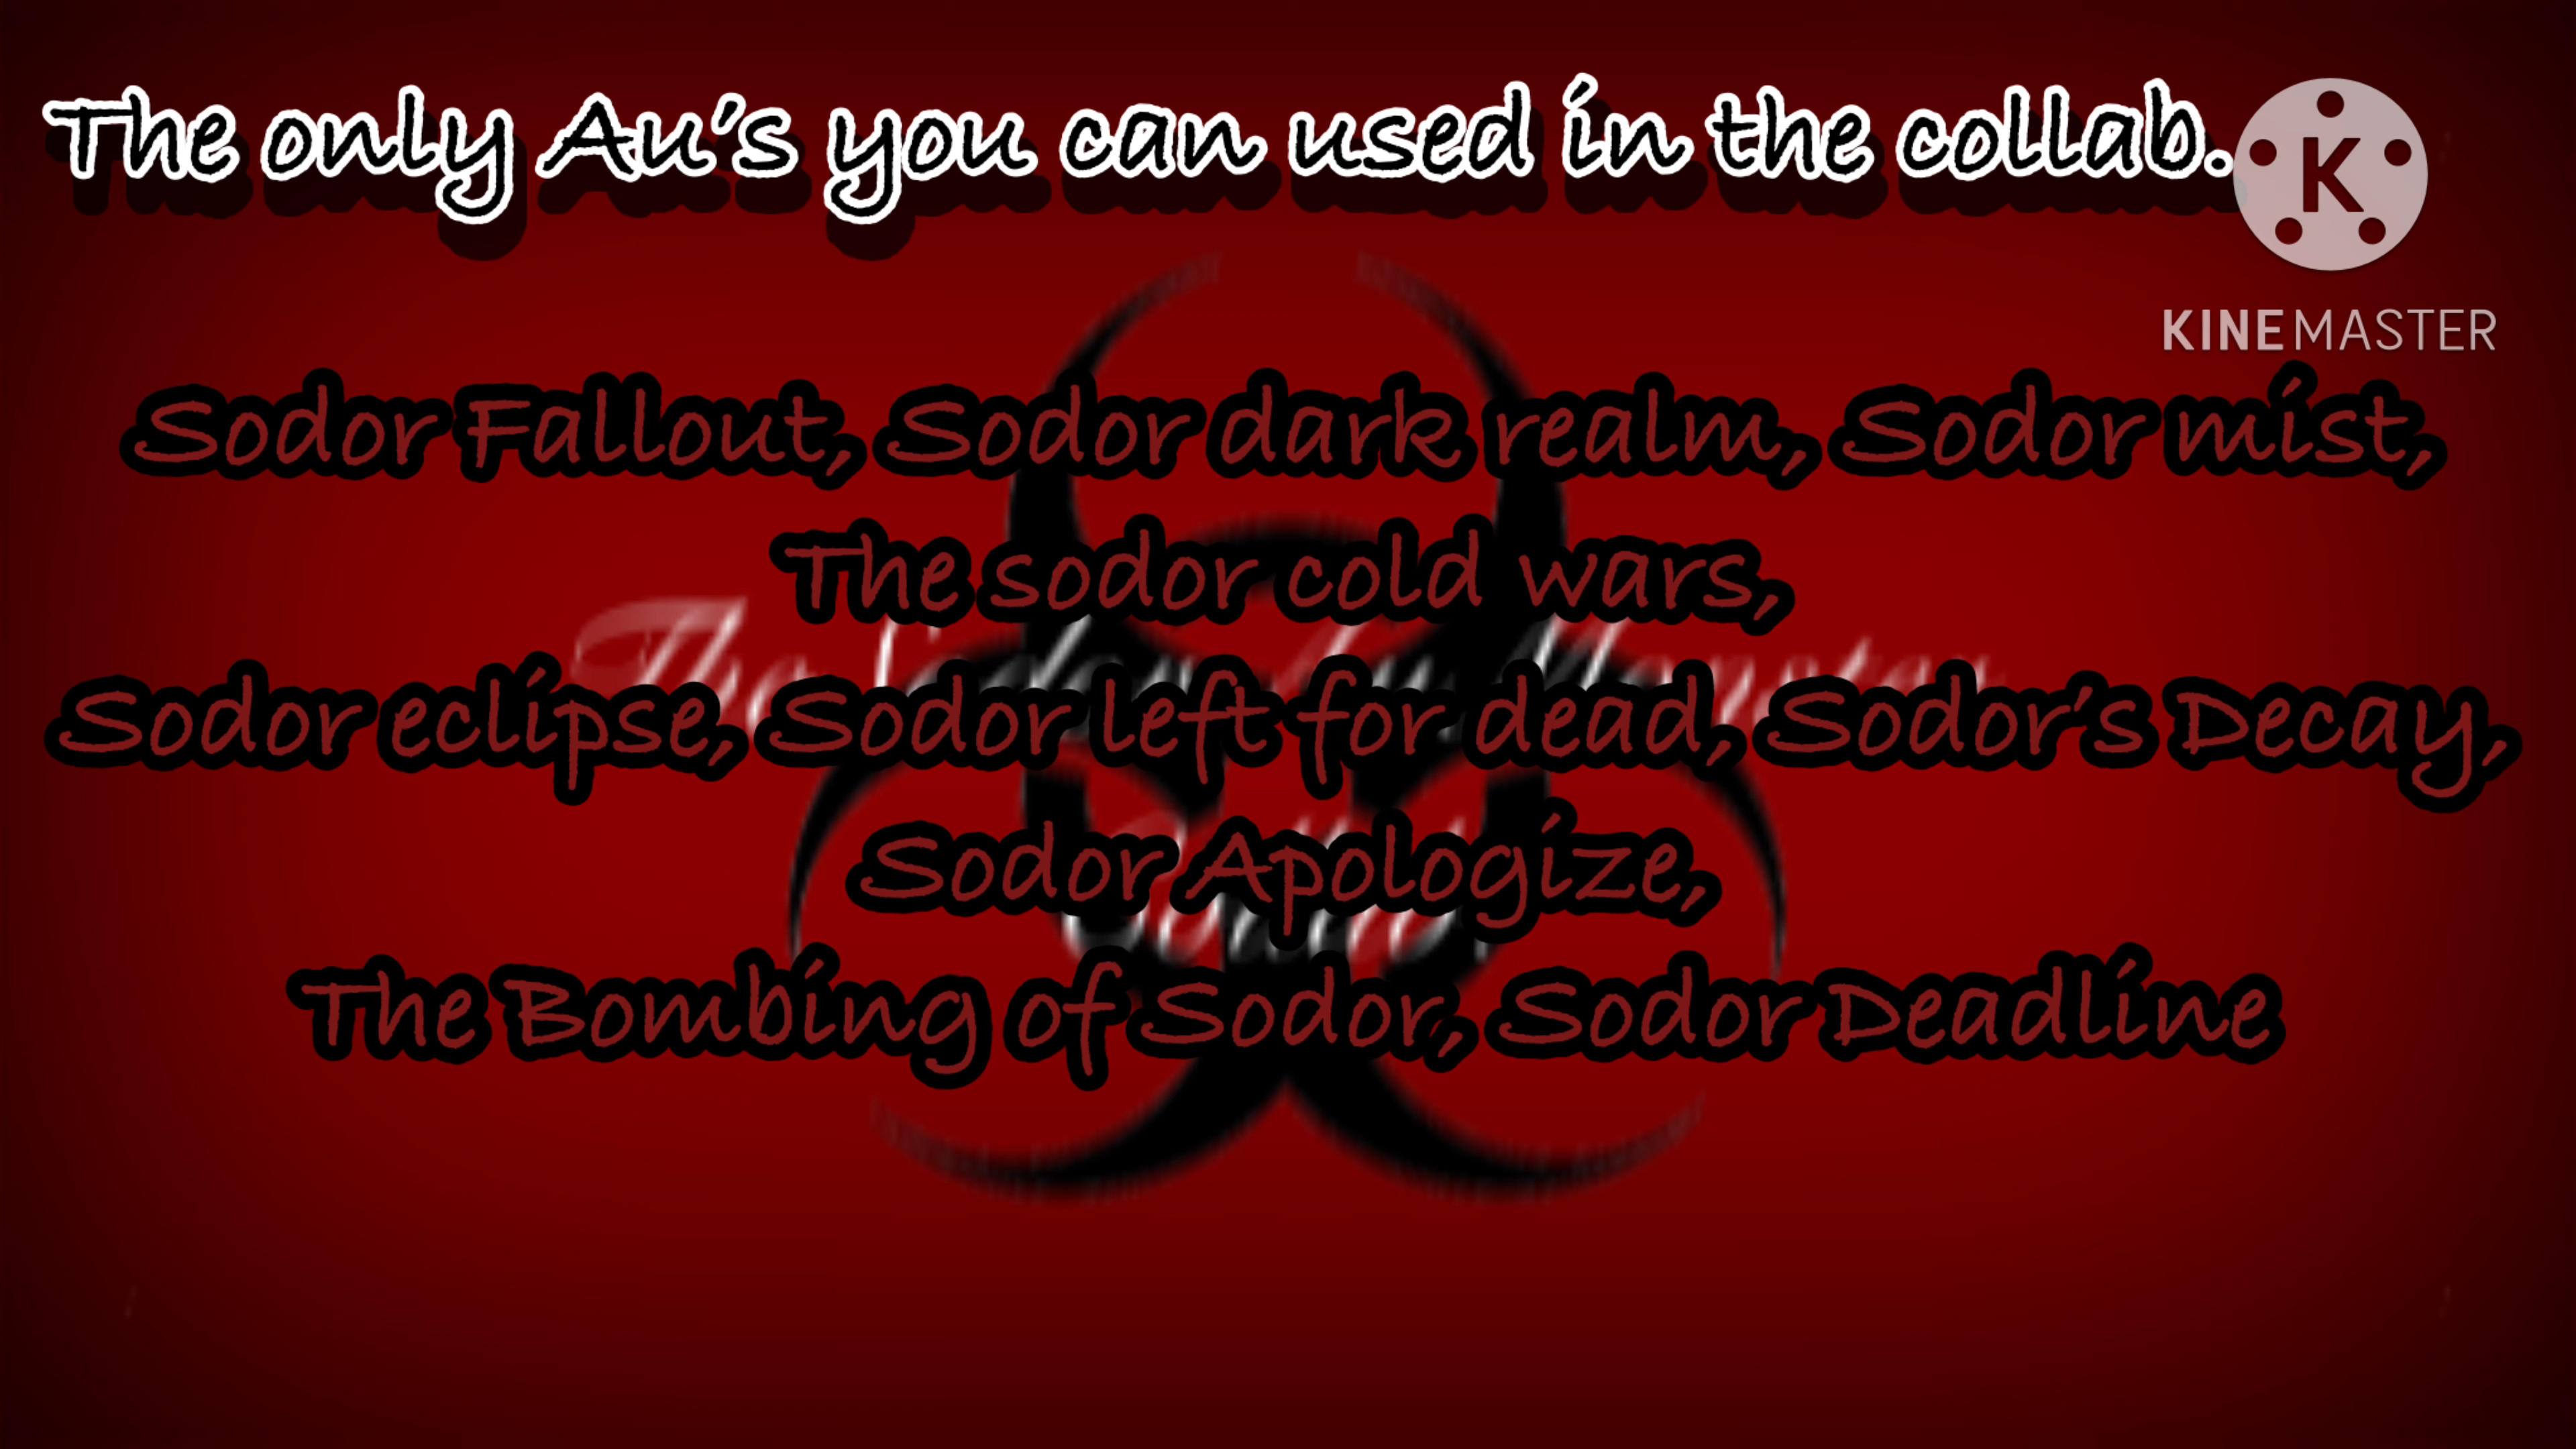 The only Au's you can used in the collab.
K
KINEMASTER
Sodor Fallout, Sodor dark realm, Sodor mist,
The sodor cold wars,
Sodor eclipse, Sodor left for dead, Sodor's Decay,
Sodor Apologize,
The Bombing of Sodor, Sodor Deadline